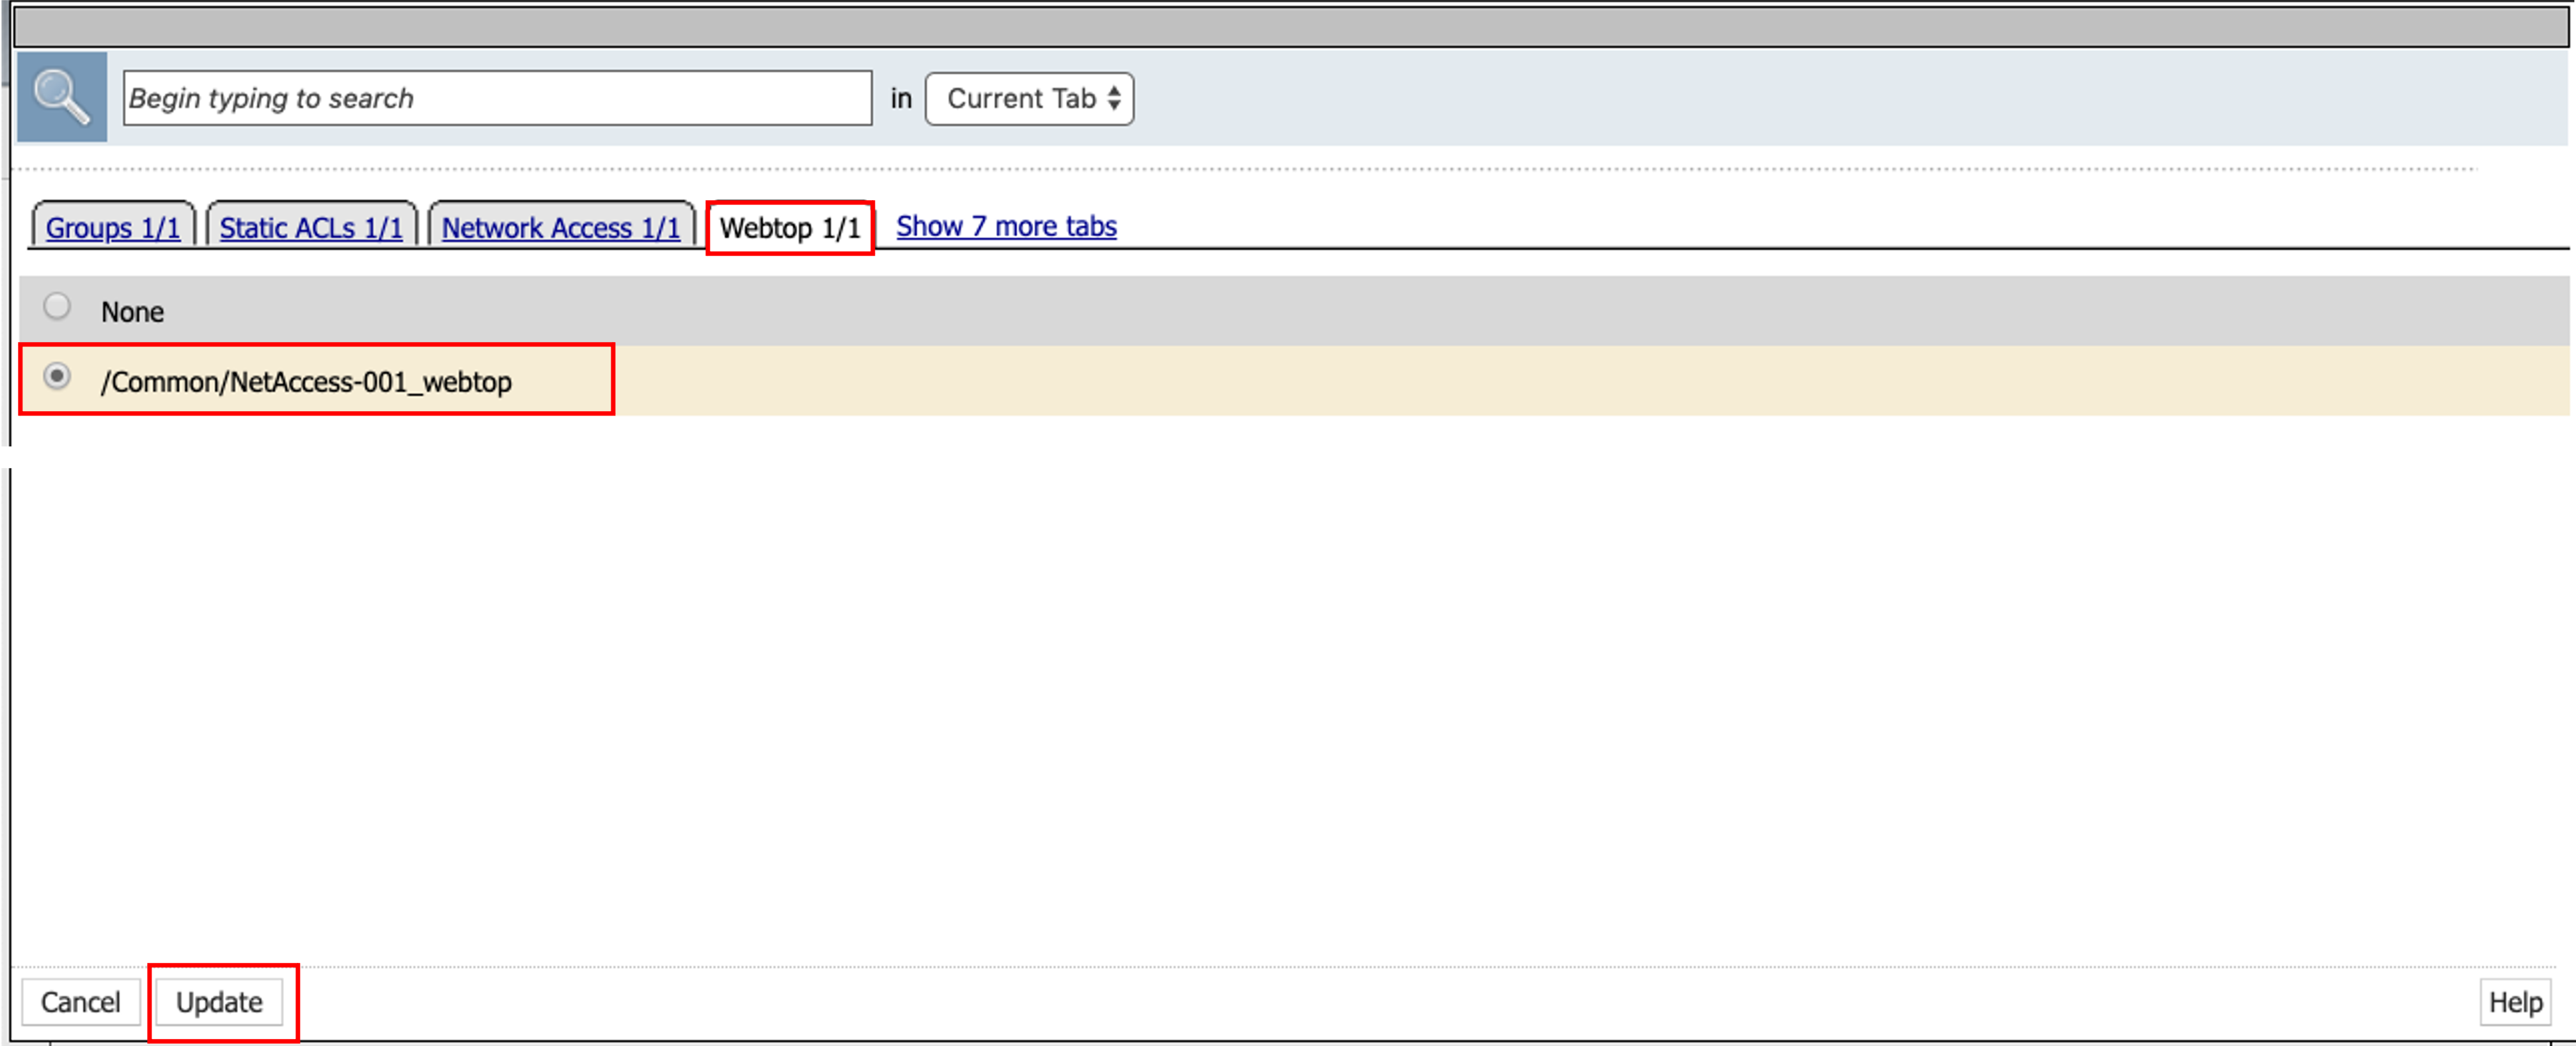 Begin typing to search in Current Tab
Groups 1/1 Static ACLs 1/1 Network Access 1/1 Webtop 1/1 Show 7 more tabs
None
/Common/NetAccess-001_webtop
Cancel Update Help